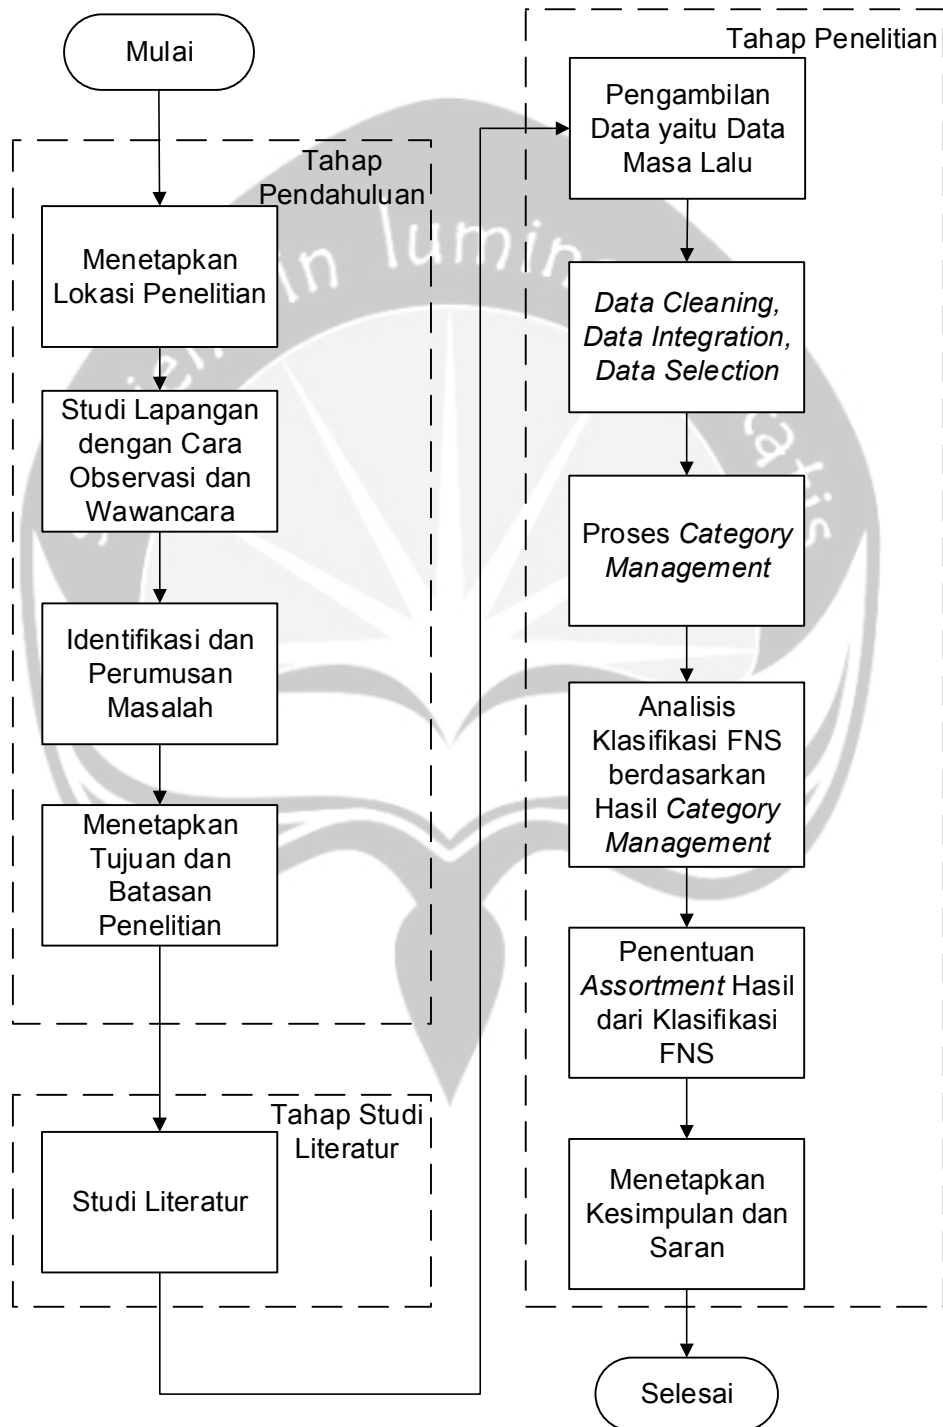 Mulai
Tahap
Pendahuluan
Menetapkan
Lokasi Penelitian
Studi Lapangan
dengan Cara
Observasi dan
Wawancara
Identifikasi dan
Perumusan
Masalah
Menetapkan
Tujuan dan
Batasan
Penelitian
Tahap Studi
Literatur
Studi Literatur
Tahap Penelitian
Pengambilan
Data yaitu Data
Masa Lalu
Data Cleaning,
Data Integration,
Data Selection
Proses Category
Management
Analisis
Klasifikasi FNS
berdasarkan
Hasil Category
Management
Penentuan
Assortment Hasil
dari Klasifikasi
FNS
Menetapkan
Kesimpulan dan
Saran
Selesai
in